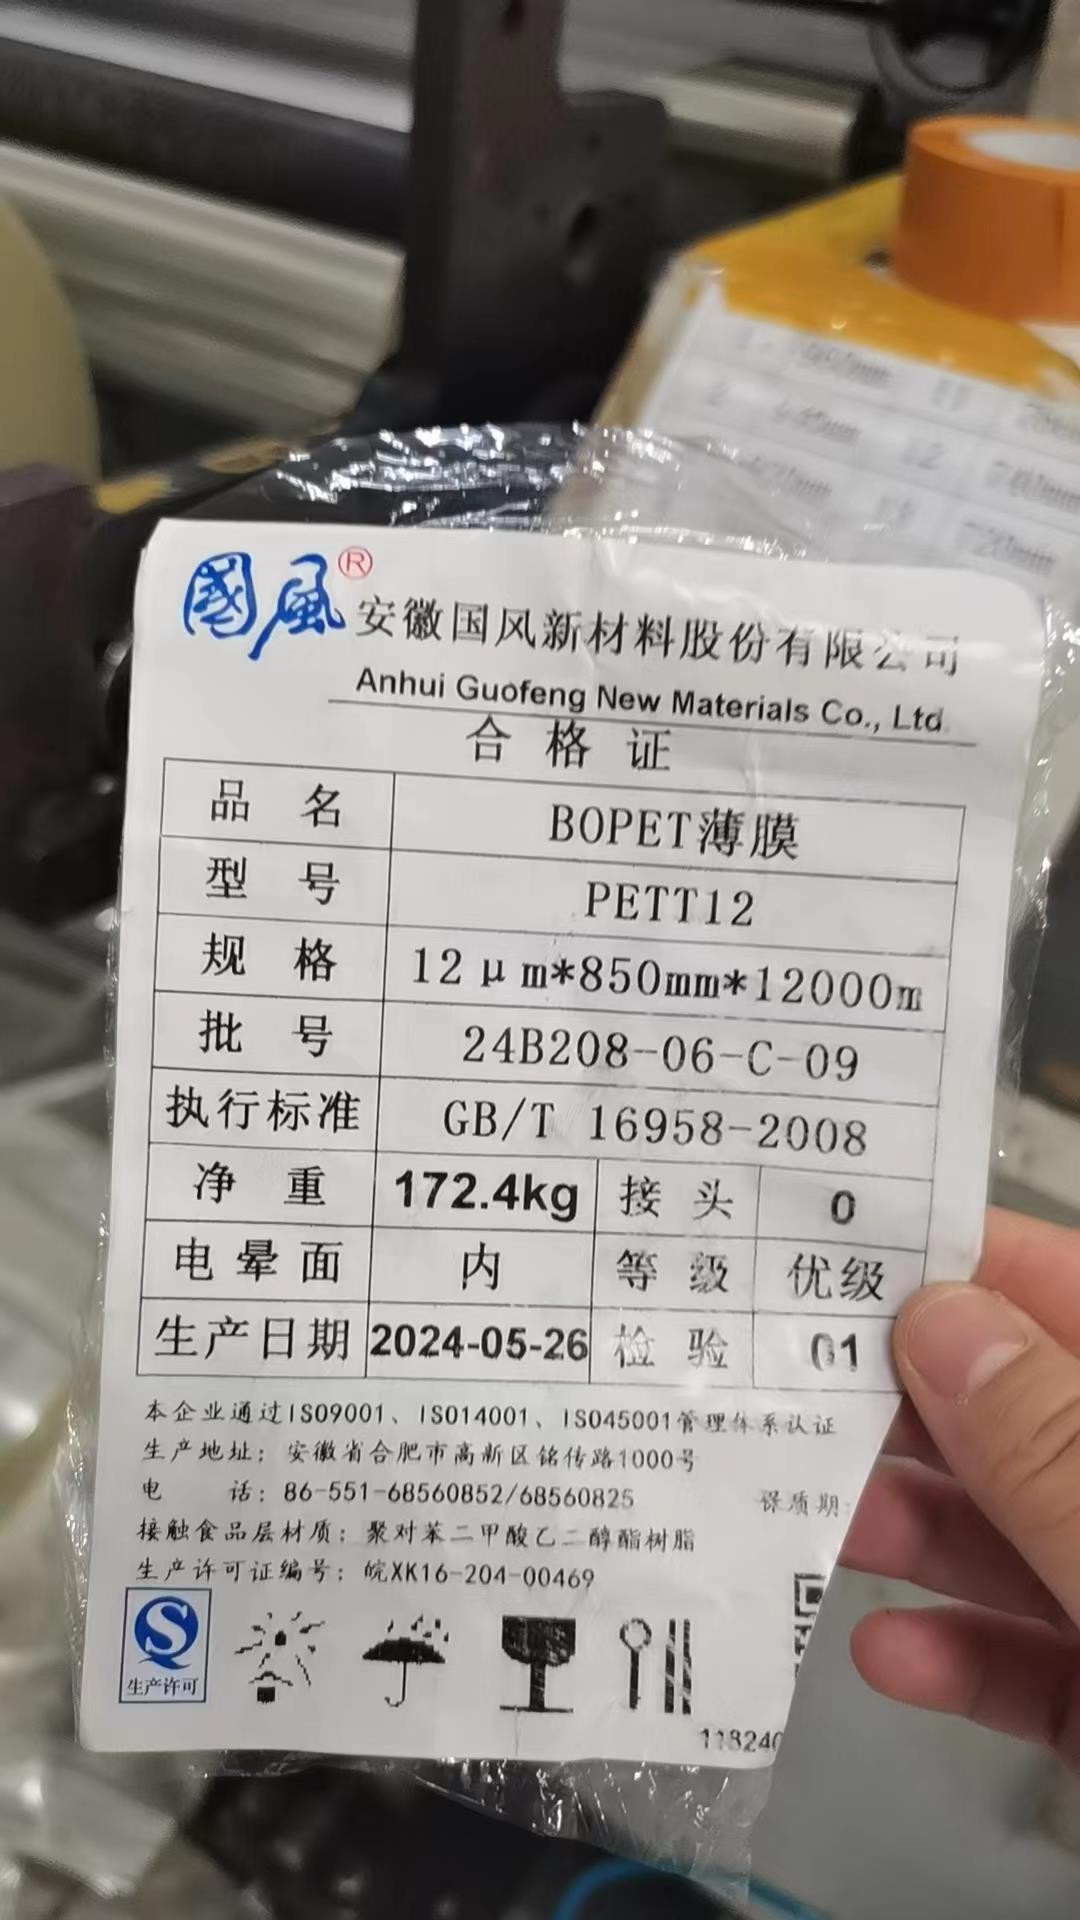 國風®
安徽国风新材料股份有限公司
Anhui Guofeng New Materials Co., Ltd.
合格证
品名 BOPET薄膜
型号 PETT12
规格 12μm*850mm*12000m
批号 24B208-06-C-09
执行标准 GB/T 16958-2008
净重 172.4kg 接头 0
电晕面 内 等级 优级
生产日期 2024-05-26 检验 01
本企业通过ISO9001、ISO14001、ISO45001管理体系认证
生产地址：安徽省合肥市高新区铭传路1000号
电话：86-551-68560852/68560825 保质期：
接触食品层材质：聚对苯二甲酸乙二醇酯树脂
生产许可证编号：皖XK16-204-00469
生产许可